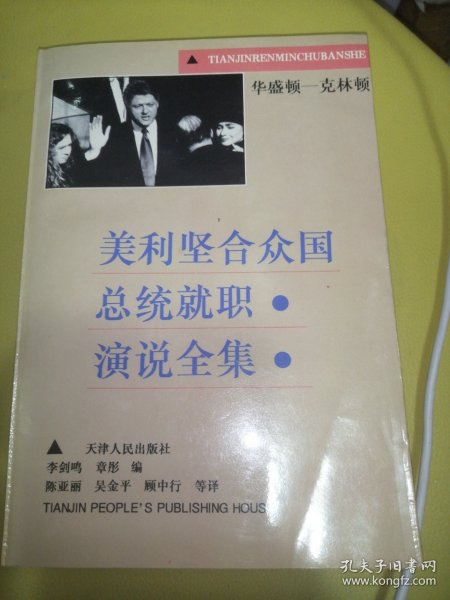 ▲ TIANJINRENMINCHUBANSHE
华盛顿—克林顿
美利坚合众国
总统就职·
演说全集·
▲ 天津人民出版社
李剑鸣 章彤 编
陈亚丽 吴金平 顾中行 等译
TIANJIN PEOPLE'S PUBLISHING HOUS
孔夫子旧书网
www.kongfz.com